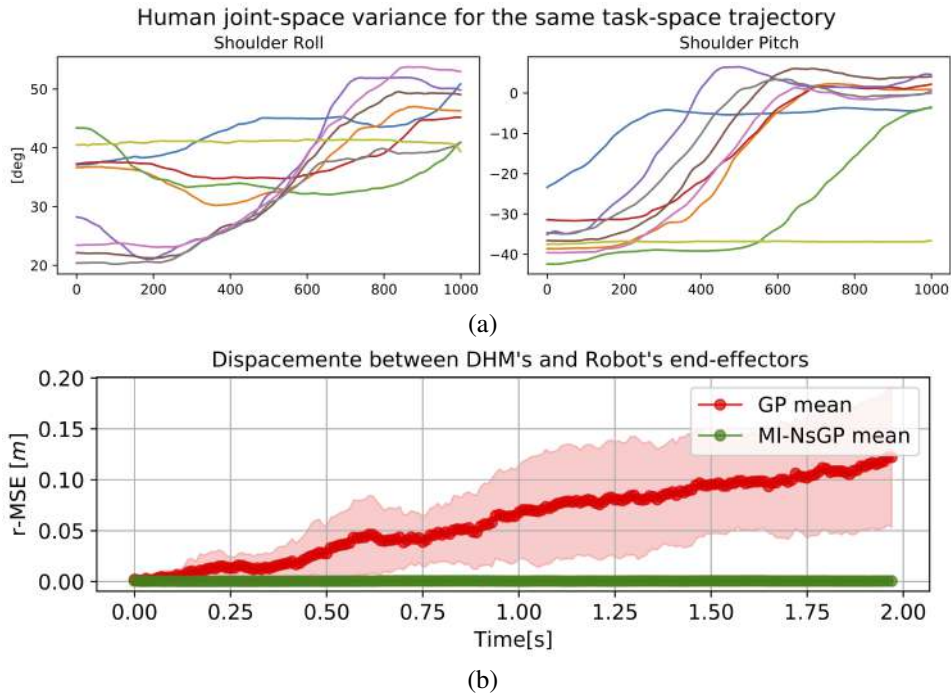 Human joint-space variance for the same task-space trajectory
Shoulder Roll
Shoulder Pitch
[deg]
50
40
30
20
0
−10
−20
−30
−40
0 200 400 600 800 1000
0 200 400 600 800 1000
(a)
Dispacemente between DHM's and Robot's end-effectors
r-MSE [m]
0.20
0.15
0.10
0.05
0.00
GP mean
MI-NsGP mean
0.00 0.25 0.50 0.75 1.00 1.25 1.50 1.75 2.00
Time[s]
(b)